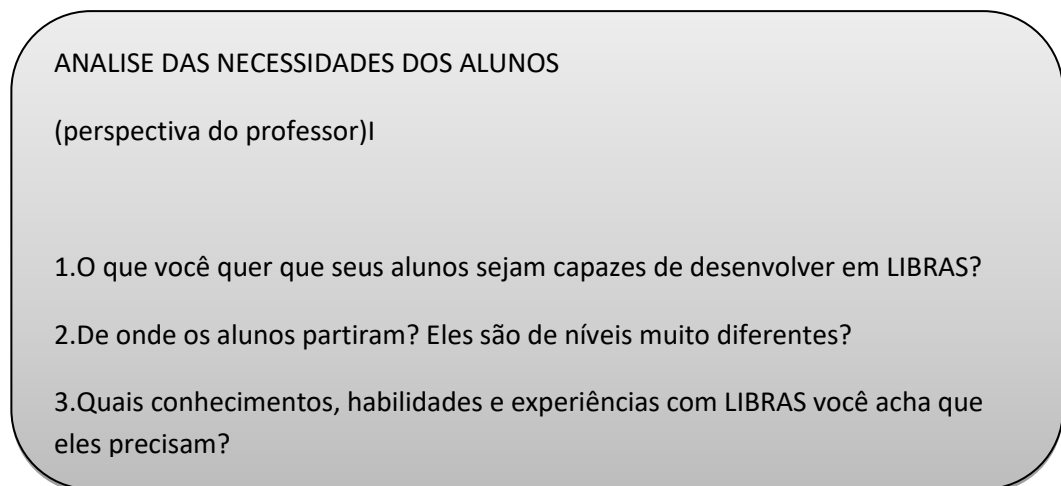 ANALISE DAS NECESSIDADES DOS ALUNOS
(perspectiva do professor)I
1.O que você quer que seus alunos sejam capazes de desenvolver em LIBRAS?
2.De onde os alunos partiram? Eles são de níveis muito diferentes?
3.Quais conhecimentos, habilidades e experiências com LIBRAS você acha que
eles precisam?